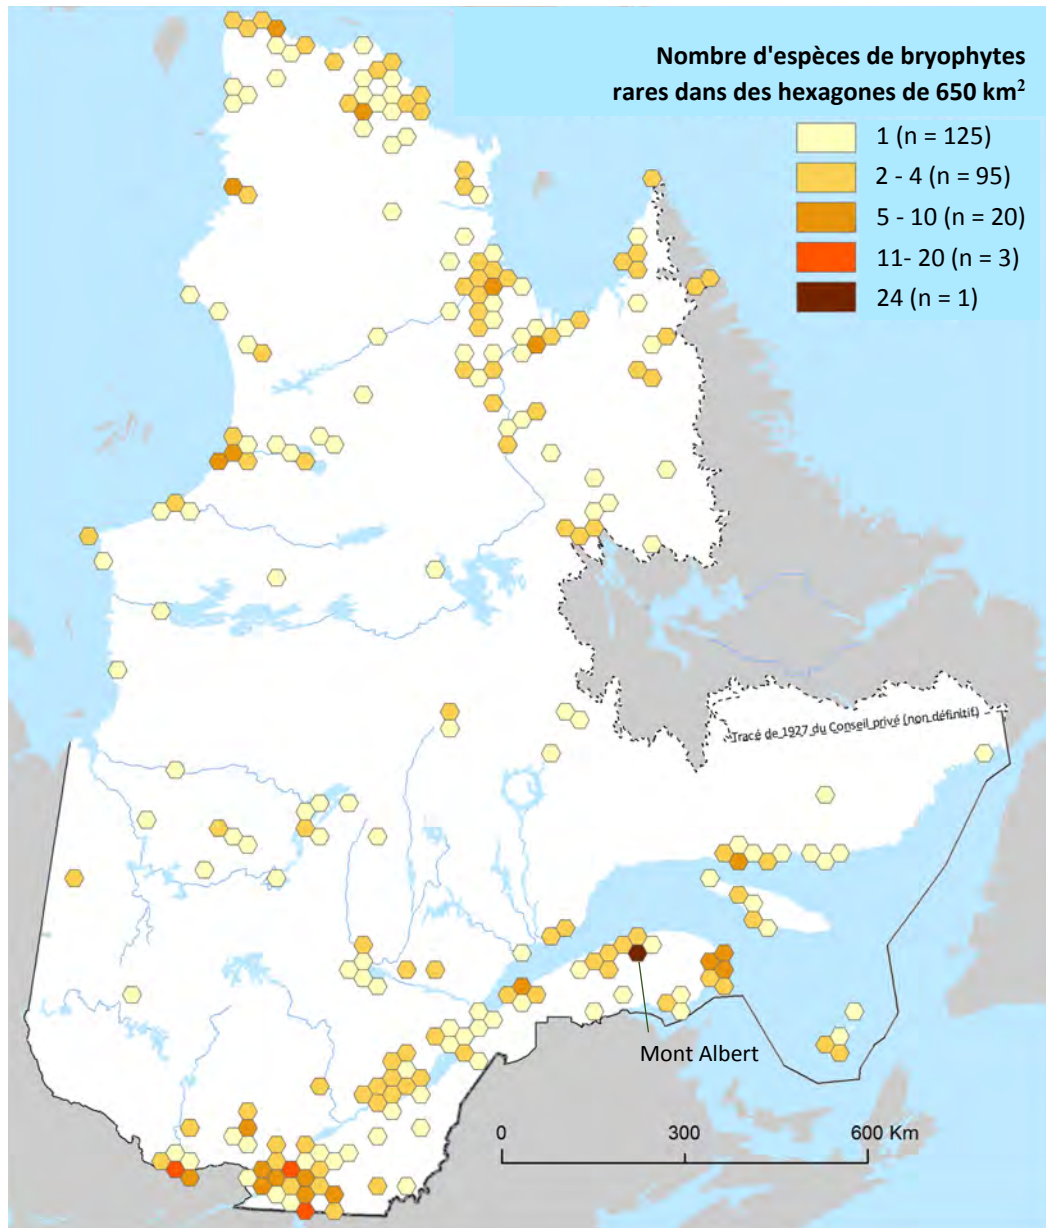 Nombre d'espèces de bryophytes
rares dans des hexagones de 650 km²
1 (n = 125)
2 - 4 (n = 95)
5 - 10 (n = 20)
11- 20 (n = 3)
24 (n = 1)
Tracé de 1927 du Conseil privé (non définitif)
Mont Albert
0 300 600 Km